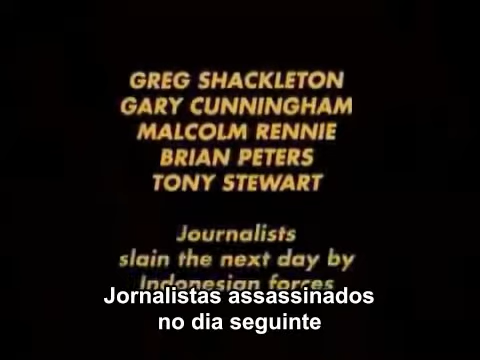 GREG SHACKLETON
GARY CUNNINGHAM
MALCOLM RENNIE
BRIAN PETERS
TONY STEWART
Journalists
slain the next day by
Indonesian forces
Jornalistas assassinados
no dia seguinte